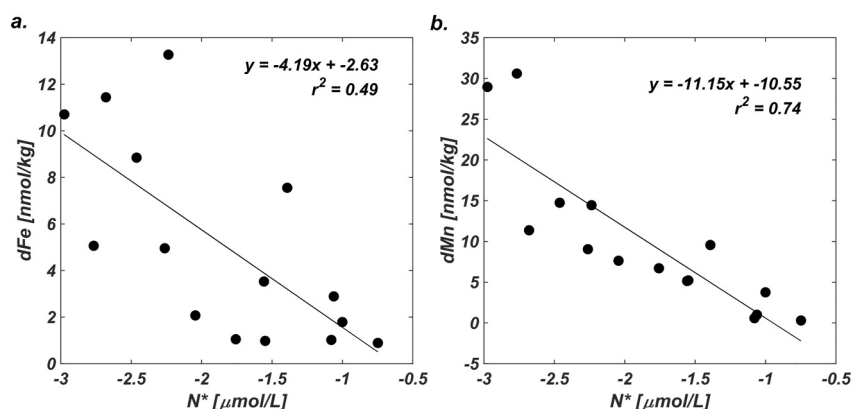 a.
14
12
10
8
6
4
2
0
dFe [nmol/kg]
y = -4.19x + -2.63
r² = 0.49
-3 -2.5 -2 -1.5 -1 -0.5
N* [μmol/L]
b.
35
30
25
20
15
10
5
0
-5
dMn [nmol/kg]
y = -11.15x + -10.55
r² = 0.74
-3 -2.5 -2 -1.5 -1 -0.5
N* [μmol/L]